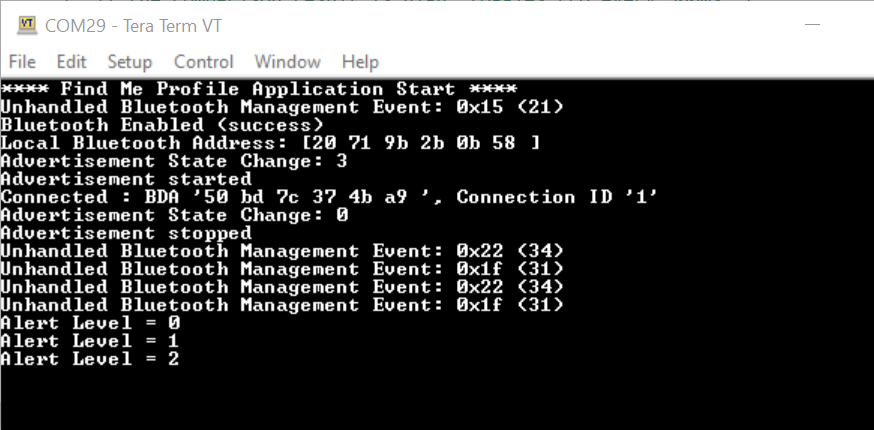 COM29 - Tera Term VT
File Edit Setup Control Window Help
**** Find Me Profile Application Start ****
Unhandled Bluetooth Management Event: 0x15 (21)
Bluetooth Enabled (success)
Local Bluetooth Address: [20 71 9b 2b 0b 58 ]
Advertisement State Change: 3
Advertisement started
Connected : BDA '50 bd 7c 37 4b a9 ', Connection ID '1'
Advertisement State Change: 0
Advertisement stopped
Unhandled Bluetooth Management Event: 0x22 (34)
Unhandled Bluetooth Management Event: 0x1f (31)
Unhandled Bluetooth Management Event: 0x22 (34)
Unhandled Bluetooth Management Event: 0x1f (31)
Alert Level = 0
Alert Level = 1
Alert Level = 2